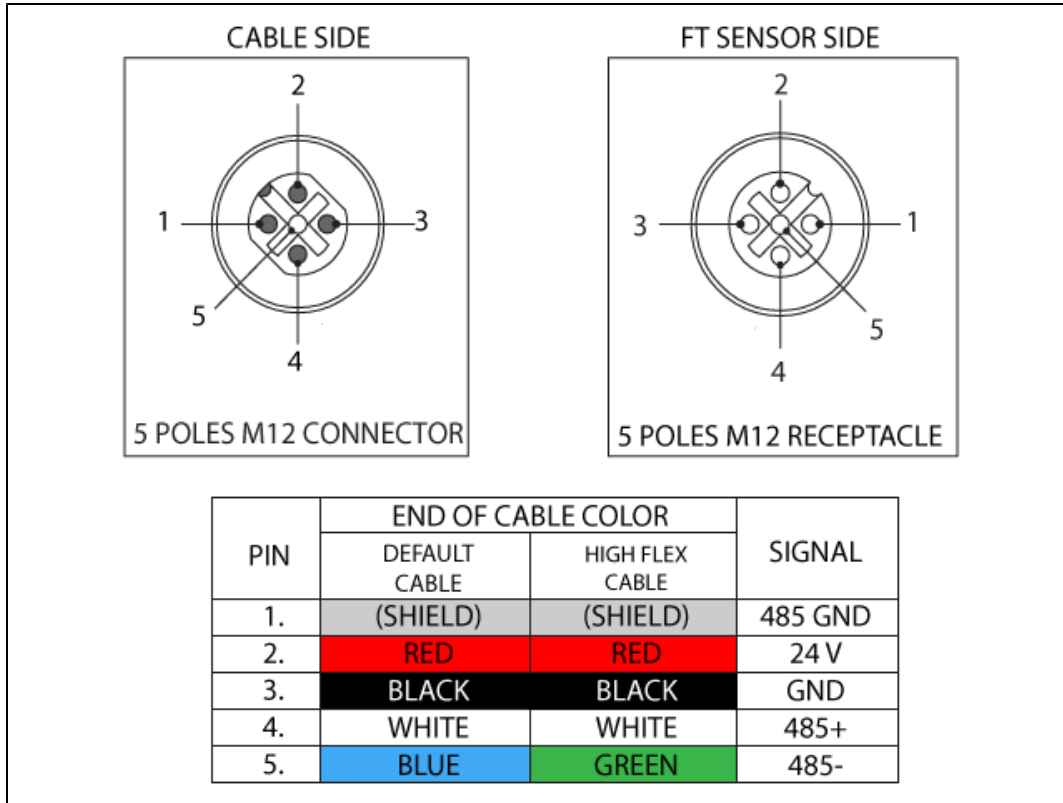 CABLE SIDE
2
1
3
5
4
5 POLES M12 CONNECTOR
FT SENSOR SIDE
2
3
1
5
4
5 POLES M12 RECEPTACLE
PIN
END OF CABLE COLOR
SIGNAL
DEFAULT
CABLE
HIGH FLEX
CABLE
1. (SHIELD) (SHIELD) 485 GND
2. RED RED 24 V
3. BLACK BLACK GND
4. WHITE WHITE 485+
5. BLUE GREEN 485-